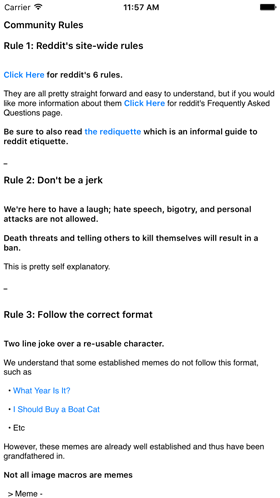 Carrier 11:57 AM
Community Rules
Rule 1: Reddit's site-wide rules
Click Here for reddit's 6 rules.
They are all pretty straight forward and easy to understand, but if you would
like more information about them Click Here for reddit's Frequently Asked
Questions page.
Be sure to also read the rediquette which is an informal guide to
reddit etiquette.
_
Rule 2: Don't be a jerk
We're here to have a laugh; hate speech, bigotry, and personal
attacks are not allowed.
Death threats and telling others to kill themselves will result in a
ban.
This is pretty self explanatory.
_
Rule 3: Follow the correct format
Two line joke over a re-usable character.
We understand that some established memes do not follow this format,
such as
• What Year Is It?
• I Should Buy a Boat Cat
• Etc
However, these memes are already well established and thus have been
grandfathered in.
Not all image macros are memes
> Meme -